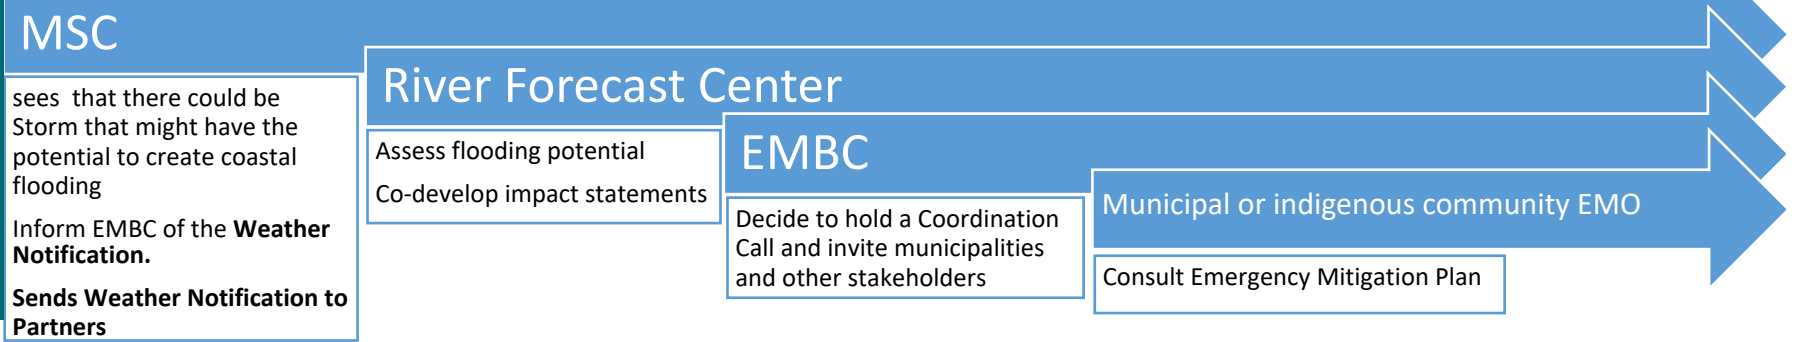 MSC
sees that there could be
Storm that might have the
potential to create coastal
flooding
Inform EMBC of the Weather
Notification.
Sends Weather Notification to
Partners
River Forecast Center
Assess flooding potential
Co-develop impact statements
EMBC
Decide to hold a Coordination
Call and invite municipalities
and other stakeholders
Municipal or indigenous community EMO
Consult Emergency Mitigation Plan